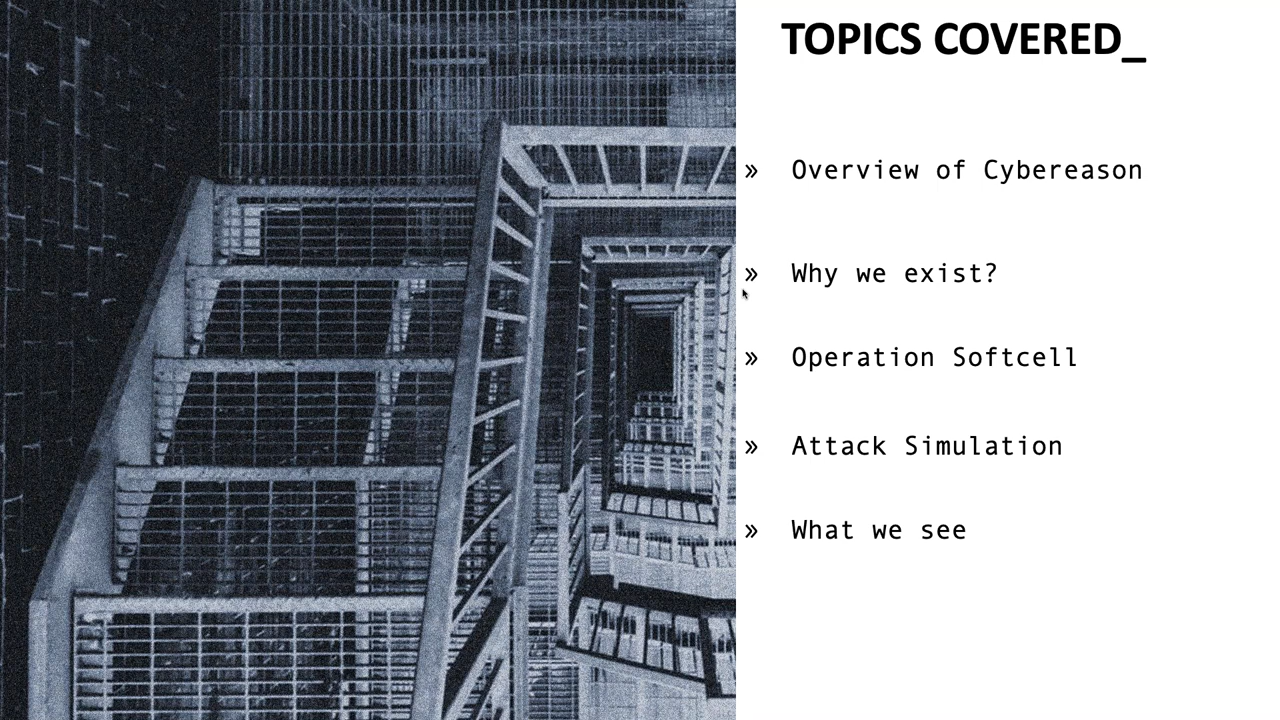 TOPICS COVERED_
» Overview of Cybereason
» Why we exist?
» Operation Softcell
» Attack Simulation
» What we see